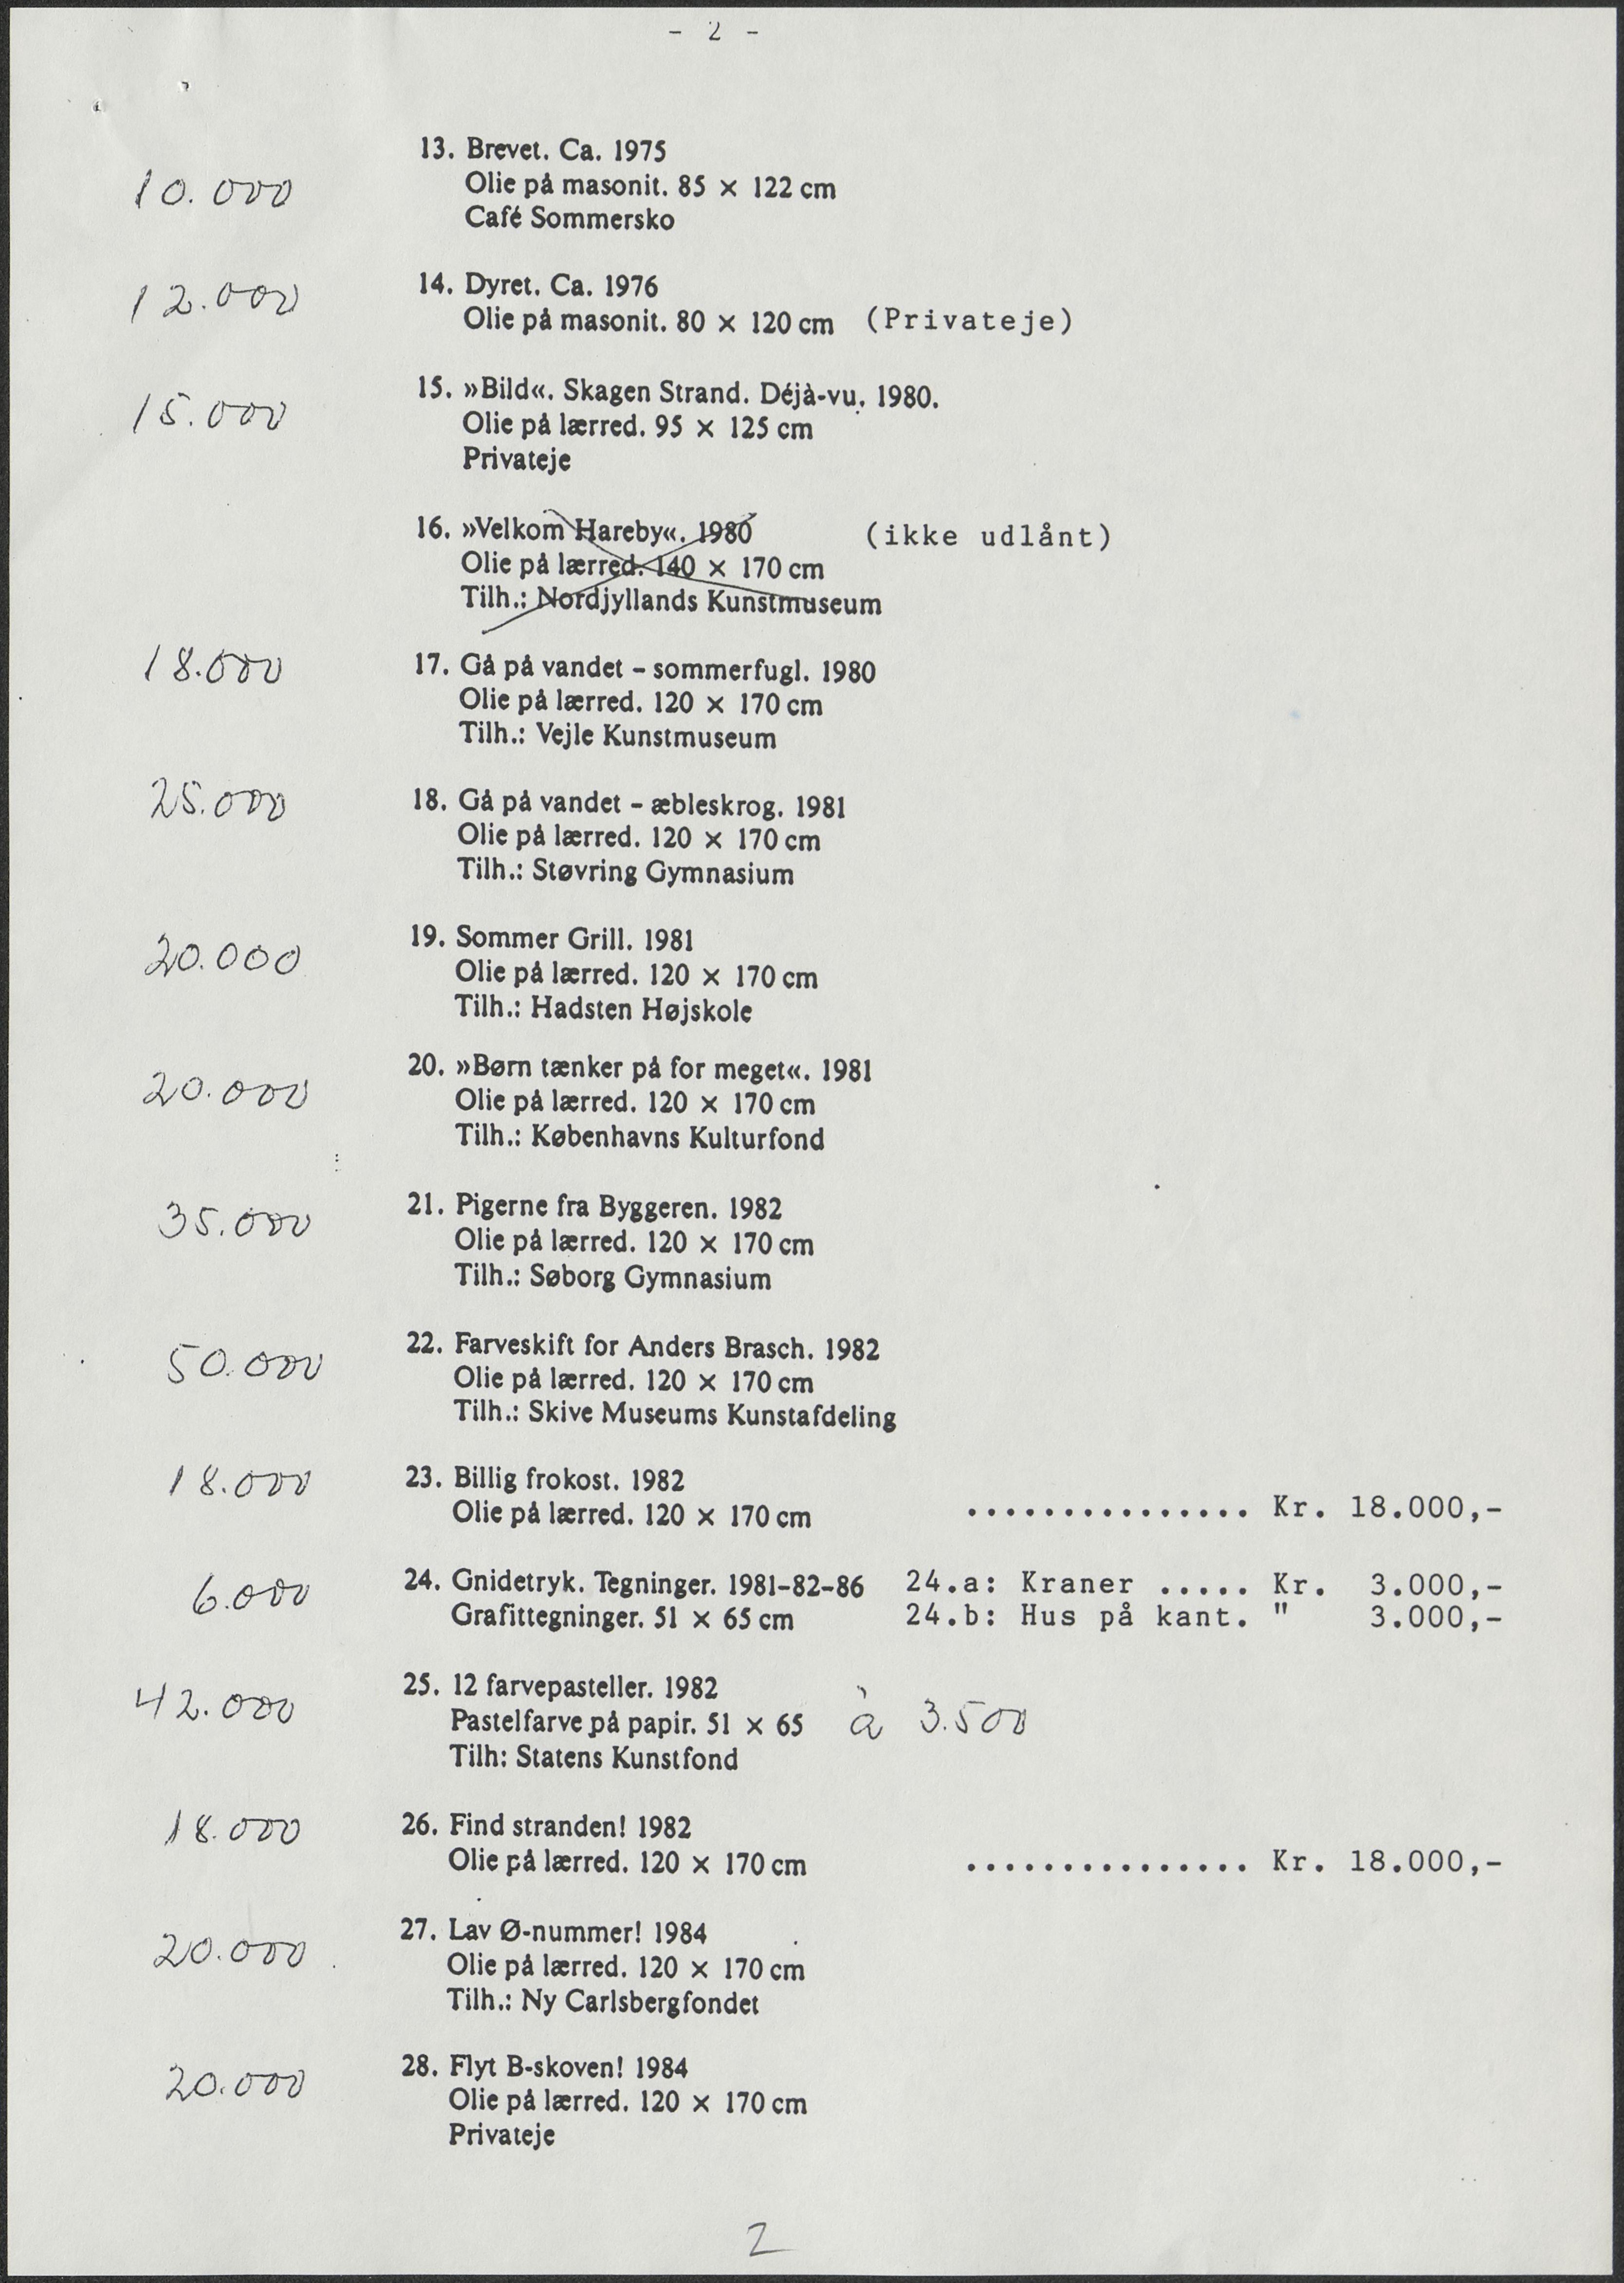 - 2 -
13. Brevet. Ca. 1975
10.000 Olie på masonit. 85 × 122 cm
Café Sommersko
14. Dyret. Ca. 1976
12.000 Olie på masonit. 80 × 120 cm (Privateje)
15. »Bild«. Skagen Strand. Déjà-vu. 1980.
15.000 Olie på lærred. 95 × 125 cm
Privateje
16. »Velkom Hareby«. 1980 (ikke udlånt)
Olie på lærred. 140 × 170 cm
Tilh.: Nordjyllands Kunstmuseum
18.000 17. Gå på vandet – sommerfugl. 1980
Olie på lærred. 120 × 170 cm
Tilh.: Vejle Kunstmuseum
25.000 18. Gå på vandet – æbleskrog. 1981
Olie på lærred. 120 × 170 cm
Tilh.: Støvring Gymnasium
19. Sommer Grill. 1981
20.000 Olie på lærred. 120 × 170 cm
Tilh.: Hadsten Højskole
20. »Børn tænker på for meget«. 1981
20.000 Olie på lærred. 120 × 170 cm
Tilh.: Københavns Kulturfond
21. Pigerne fra Byggeren. 1982
35.000 Olie på lærred. 120 × 170 cm
Tilh.: Søborg Gymnasium
22. Farveskift for Anders Brasch. 1982
50.000 Olie på lærred. 120 × 170 cm
Tilh.: Skive Museums Kunstafdeling
18.000 23. Billig frokost. 1982
Olie på lærred. 120 × 170 cm ............... Kr. 18.000,-
6.000 24. Gnidetryk. Tegninger. 1981-82-86 24.a: Kraner ..... Kr. 3.000,-
Grafittegninger. 51 × 65 cm 24.b: Hus på kant. " 3.000,-
25. 12 farvepasteller. 1982
42.000 Pastelfarve på papir. 51 × 65 à 3.500
Tilh: Statens Kunstfond
18.000 26. Find stranden! 1982
Olie på lærred. 120 × 170 cm ............... Kr. 18.000,-
27. Lav Ø-nummer! 1984
20.000 Olie på lærred. 120 × 170 cm
Tilh.: Ny Carlsbergfondet
28. Flyt B-skoven! 1984
20.000 Olie på lærred. 120 × 170 cm
Privateje
2